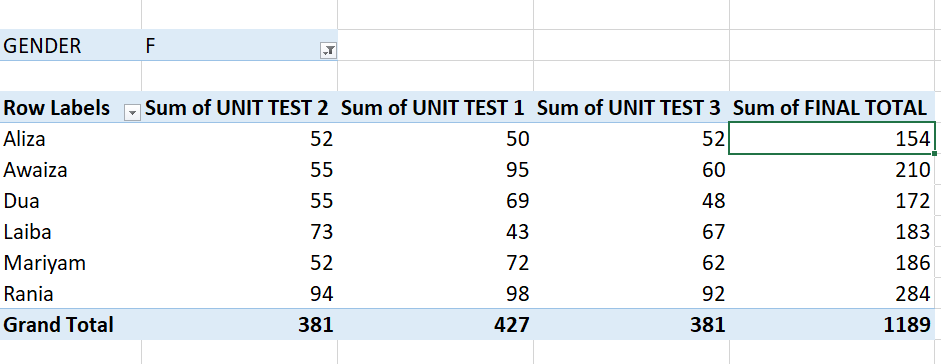 GENDER F
Row Labels Sum of UNIT TEST 2 Sum of UNIT TEST 1 Sum of UNIT TEST 3 Sum of FINAL TOTAL
Aliza 52 50 52 154
Awaiza 55 95 60 210
Dua 55 69 48 172
Laiba 73 43 67 183
Mariyam 52 72 62 186
Rania 94 98 92 284
Grand Total 381 427 381 1189